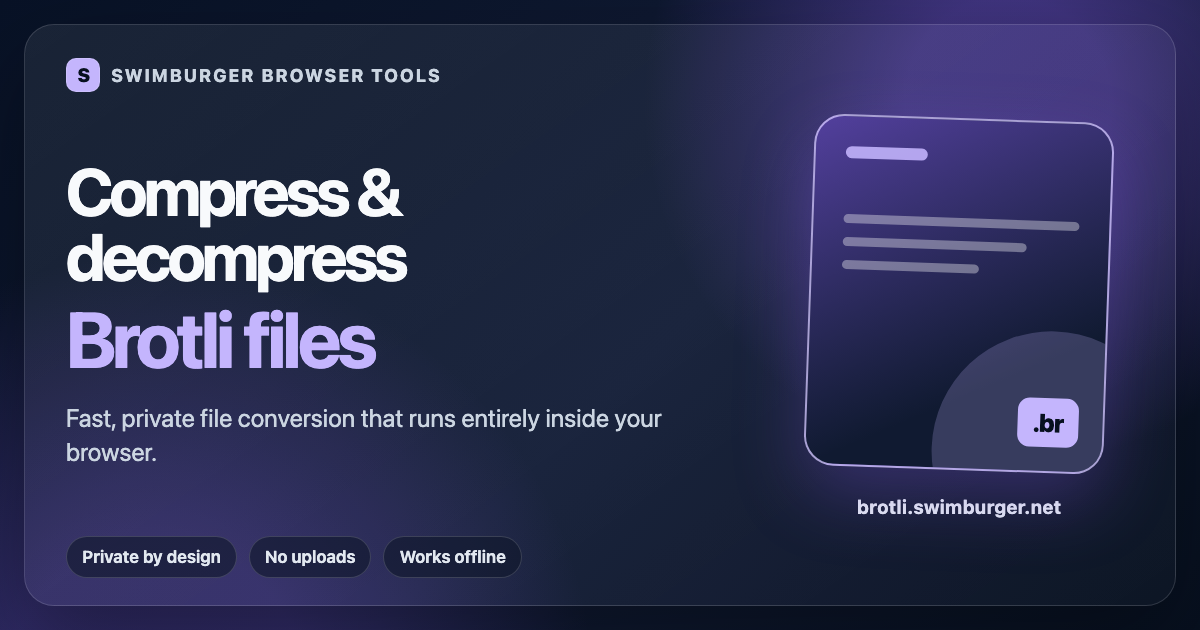 S SWIMBURGER BROWSER TOOLS
Compress &
decompress
Brotli files
Fast, private file conversion that runs entirely inside your
browser.
Private by design No uploads Works offline
.br
brotli.swimburger.net